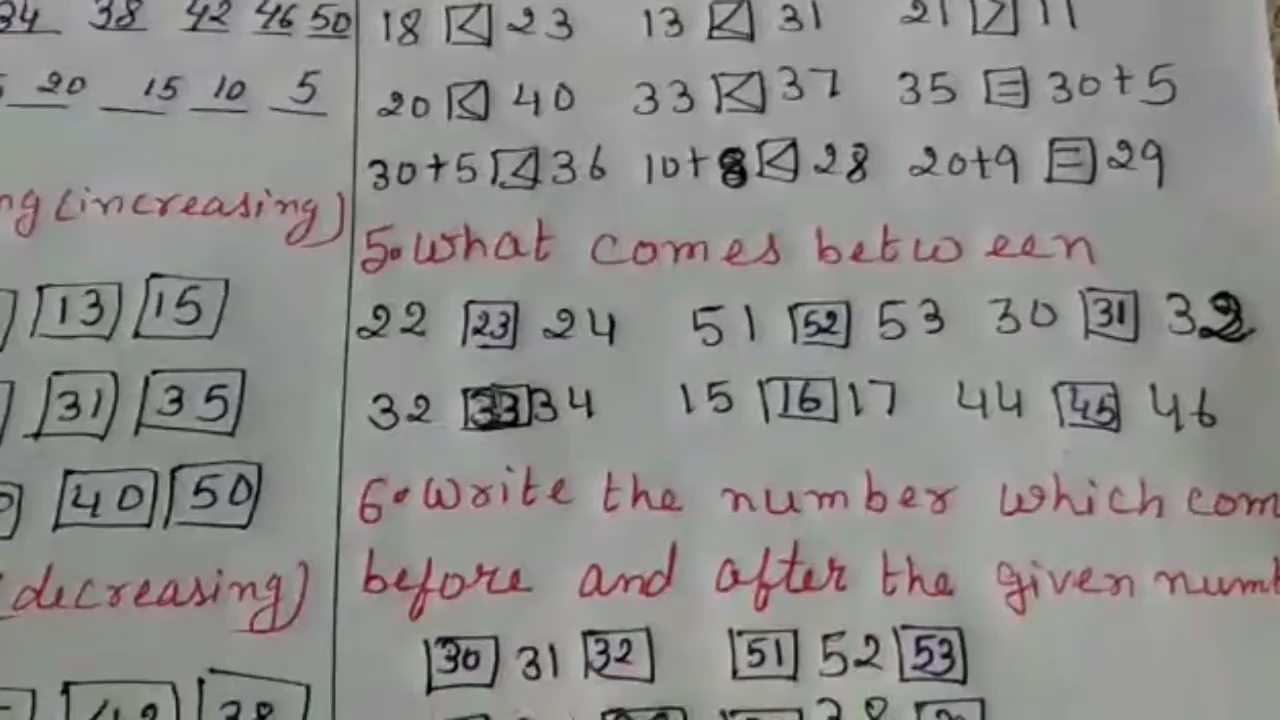 34 38 42 46 50
20 15 10 5
(increasing)
13 15
31 35
40 50
(decreasing)
18 < 23 13 < 31 21 > 11
20 < 40 33 < 37 35 = 30+5
30+5 < 36 10+8 < 28 20+9 = 29
5. What comes between
22 23 24 51 52 53 30 31 32
32 33 34 15 16 17 44 45 46
6. Write the number which com
before and after the given numb
30 31 32 51 52 53